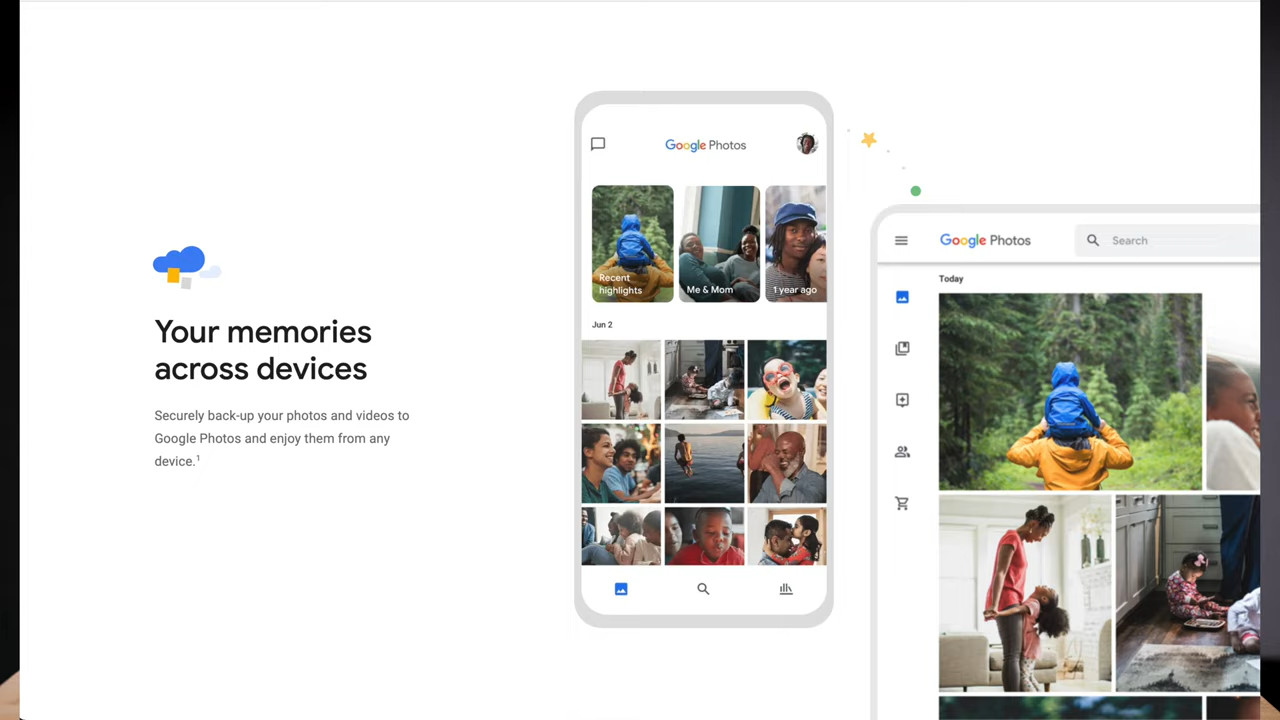 Your memories
across devices
Securely back-up your photos and videos to
Google Photos and enjoy them from any
device.1
Google Photos
Recent
highlights
Me & Mom
1 year ago
Jun 2
Google Photos
Search
Today